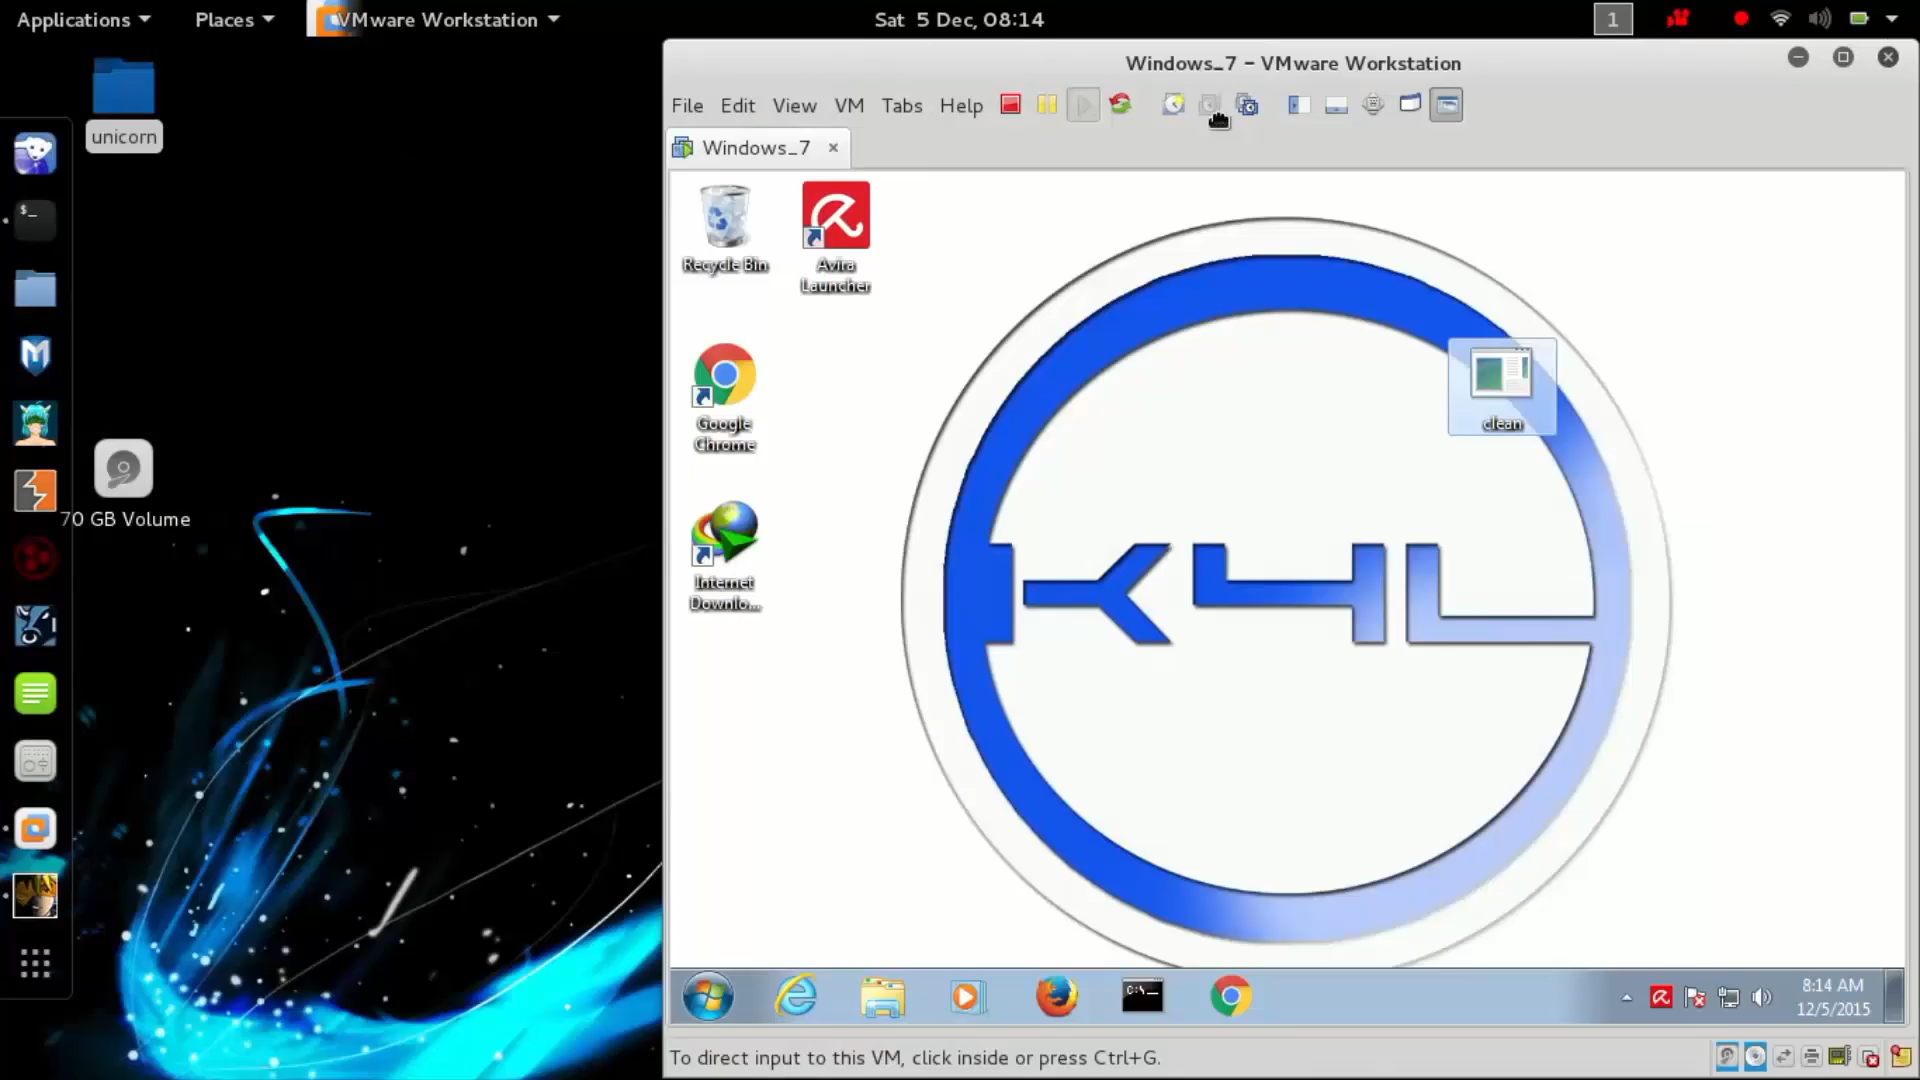 Applications Places VMware Workstation Sat 5 Dec, 08:14 1
unicorn
70 GB Volume
Windows_7 – VMware Workstation
File Edit View VM Tabs Help
Windows_7 ×
Recycle Bin
Avira
Launcher
Google
Chrome
Internet
Downlo...
clean
K4L
C:\
8:14 AM
12/5/2015
To direct input to this VM, click inside or press Ctrl+G.